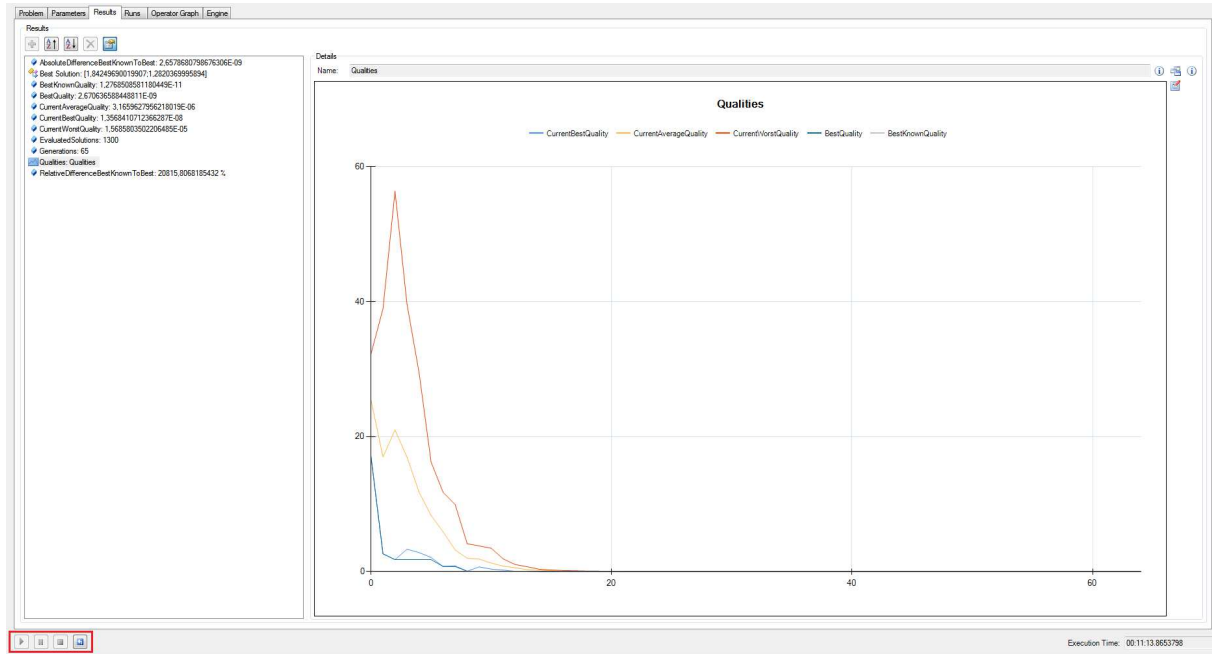 Problem Parameters Results Runs Operator Graph Engine
Results
AbsoluteDifferenceBestKnownToBest: 2,6578680798676306E-09
Best Solution: [1,84249690019907;1,2820369995894]
BestKnownQuality: 1,2768508581180449E-11
BestQuality: 2,670636588448811E-09
CurrentAverageQuality: 3,1659627956218019E-06
CurrentBestQuality: 1,3568410712366287E-08
CurrentWorstQuality: 1,5685803502206485E-05
EvaluatedSolutions: 1300
Generations: 65
Qualities: Qualities
RelativeDifferenceBestKnownToBest: 20815,8068185432 %
Details
Name: Qualities
Qualities
CurrentBestQuality CurrentAverageQuality CurrentWorstQuality BestQuality BestKnownQuality
60
40
20
0
0 20 40 60
Execution Time: 00:11:13.8653798